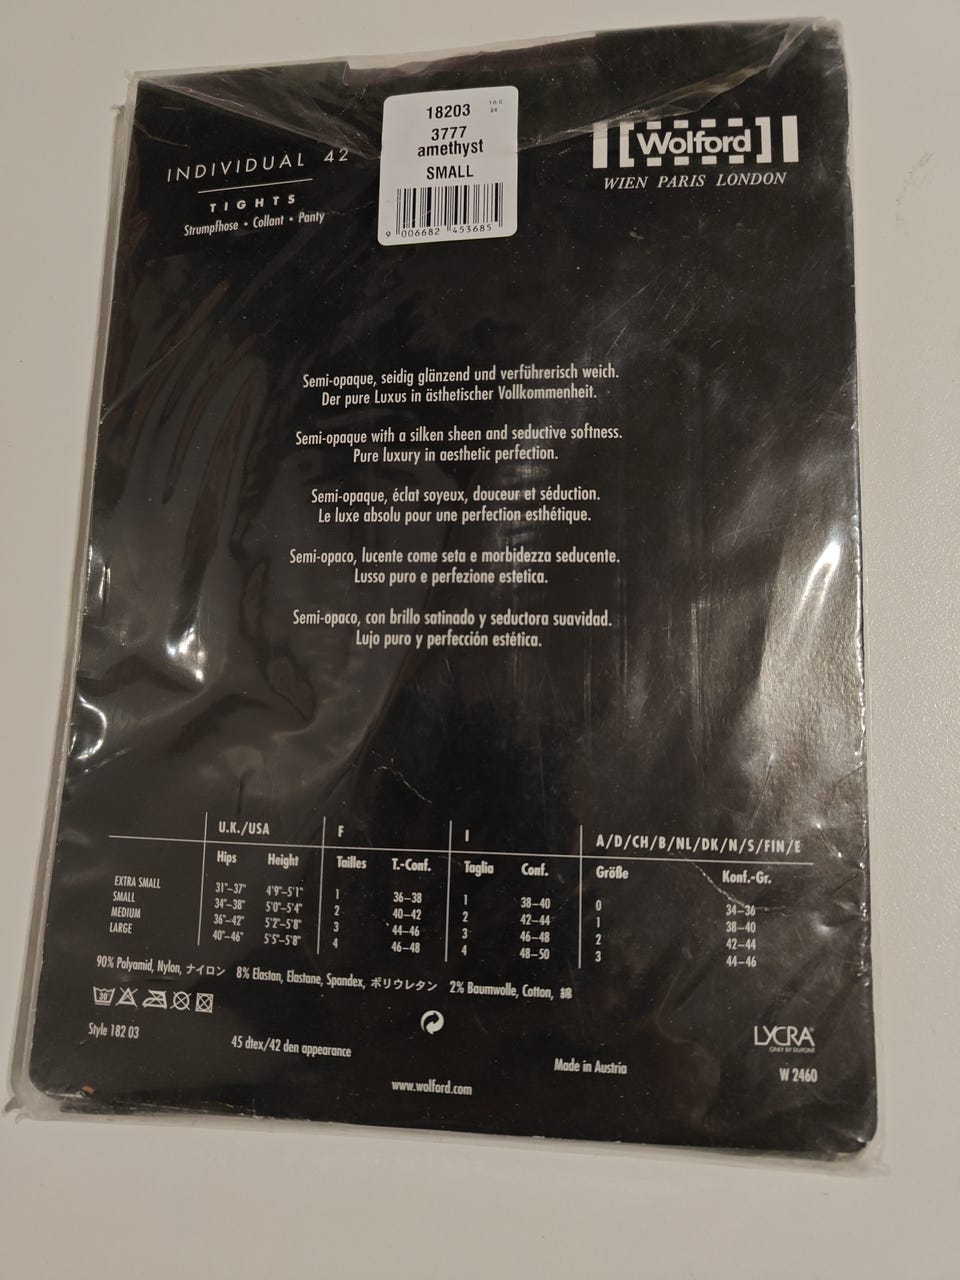 18203
10/0
24
3777
amethyst
SMALL
9 006682 453685
INDIVIDUAL 42
TIGHTS
Strumpfhose • Collant • Panty
[Wolford]
WIEN PARIS LONDON
Semi-opaque, seidig glänzend und verführerisch weich.
Der pure Luxus in ästhetischer Vollkommenheit.
Semi-opaque with a silken sheen and seductive softness.
Pure luxury in aesthetic perfection.
Semi-opaque, éclat soyeux, douceur et séduction.
Le luxe absolu pour une perfection esthétique.
Semi-opaco, lucente come seta e morbidezza seducente.
Lusso puro e perfezione estetica.
Semi-opaco, con brillo satinado y seductora suavidad.
Lujo puro y perfección estética.
U.K./USA F I A/D/CH/B/NL/DK/N/S/FIN/E
Hips Height Tailles T.-Conf. Taglia Conf. Größe Konf.-Gr.
EXTRA SMALL 31"–37" 4'9"–5'1" 1 36–38 1 38–40 0 34–36
SMALL 34"–38" 5'0"–5'4" 2 40–42 2 42–44 1 38–40
MEDIUM 36"–42" 5'2"–5'8" 3 44–46 3 46–48 2 42–44
LARGE 40"–46" 5'5"–5'8" 4 46–48 4 48–50 3 44–46
90% Polyamid, Nylon, ナイロン 8% Elastan, Elastane, Spandex, ポリウレタン 2% Baumwolle, Cotton, 綿
30°
Style 182 03
45 dtex/42 den appearance
Made in Austria
LYCRA®
ONLY BY DUPONT
W 2460
www.wolford.com